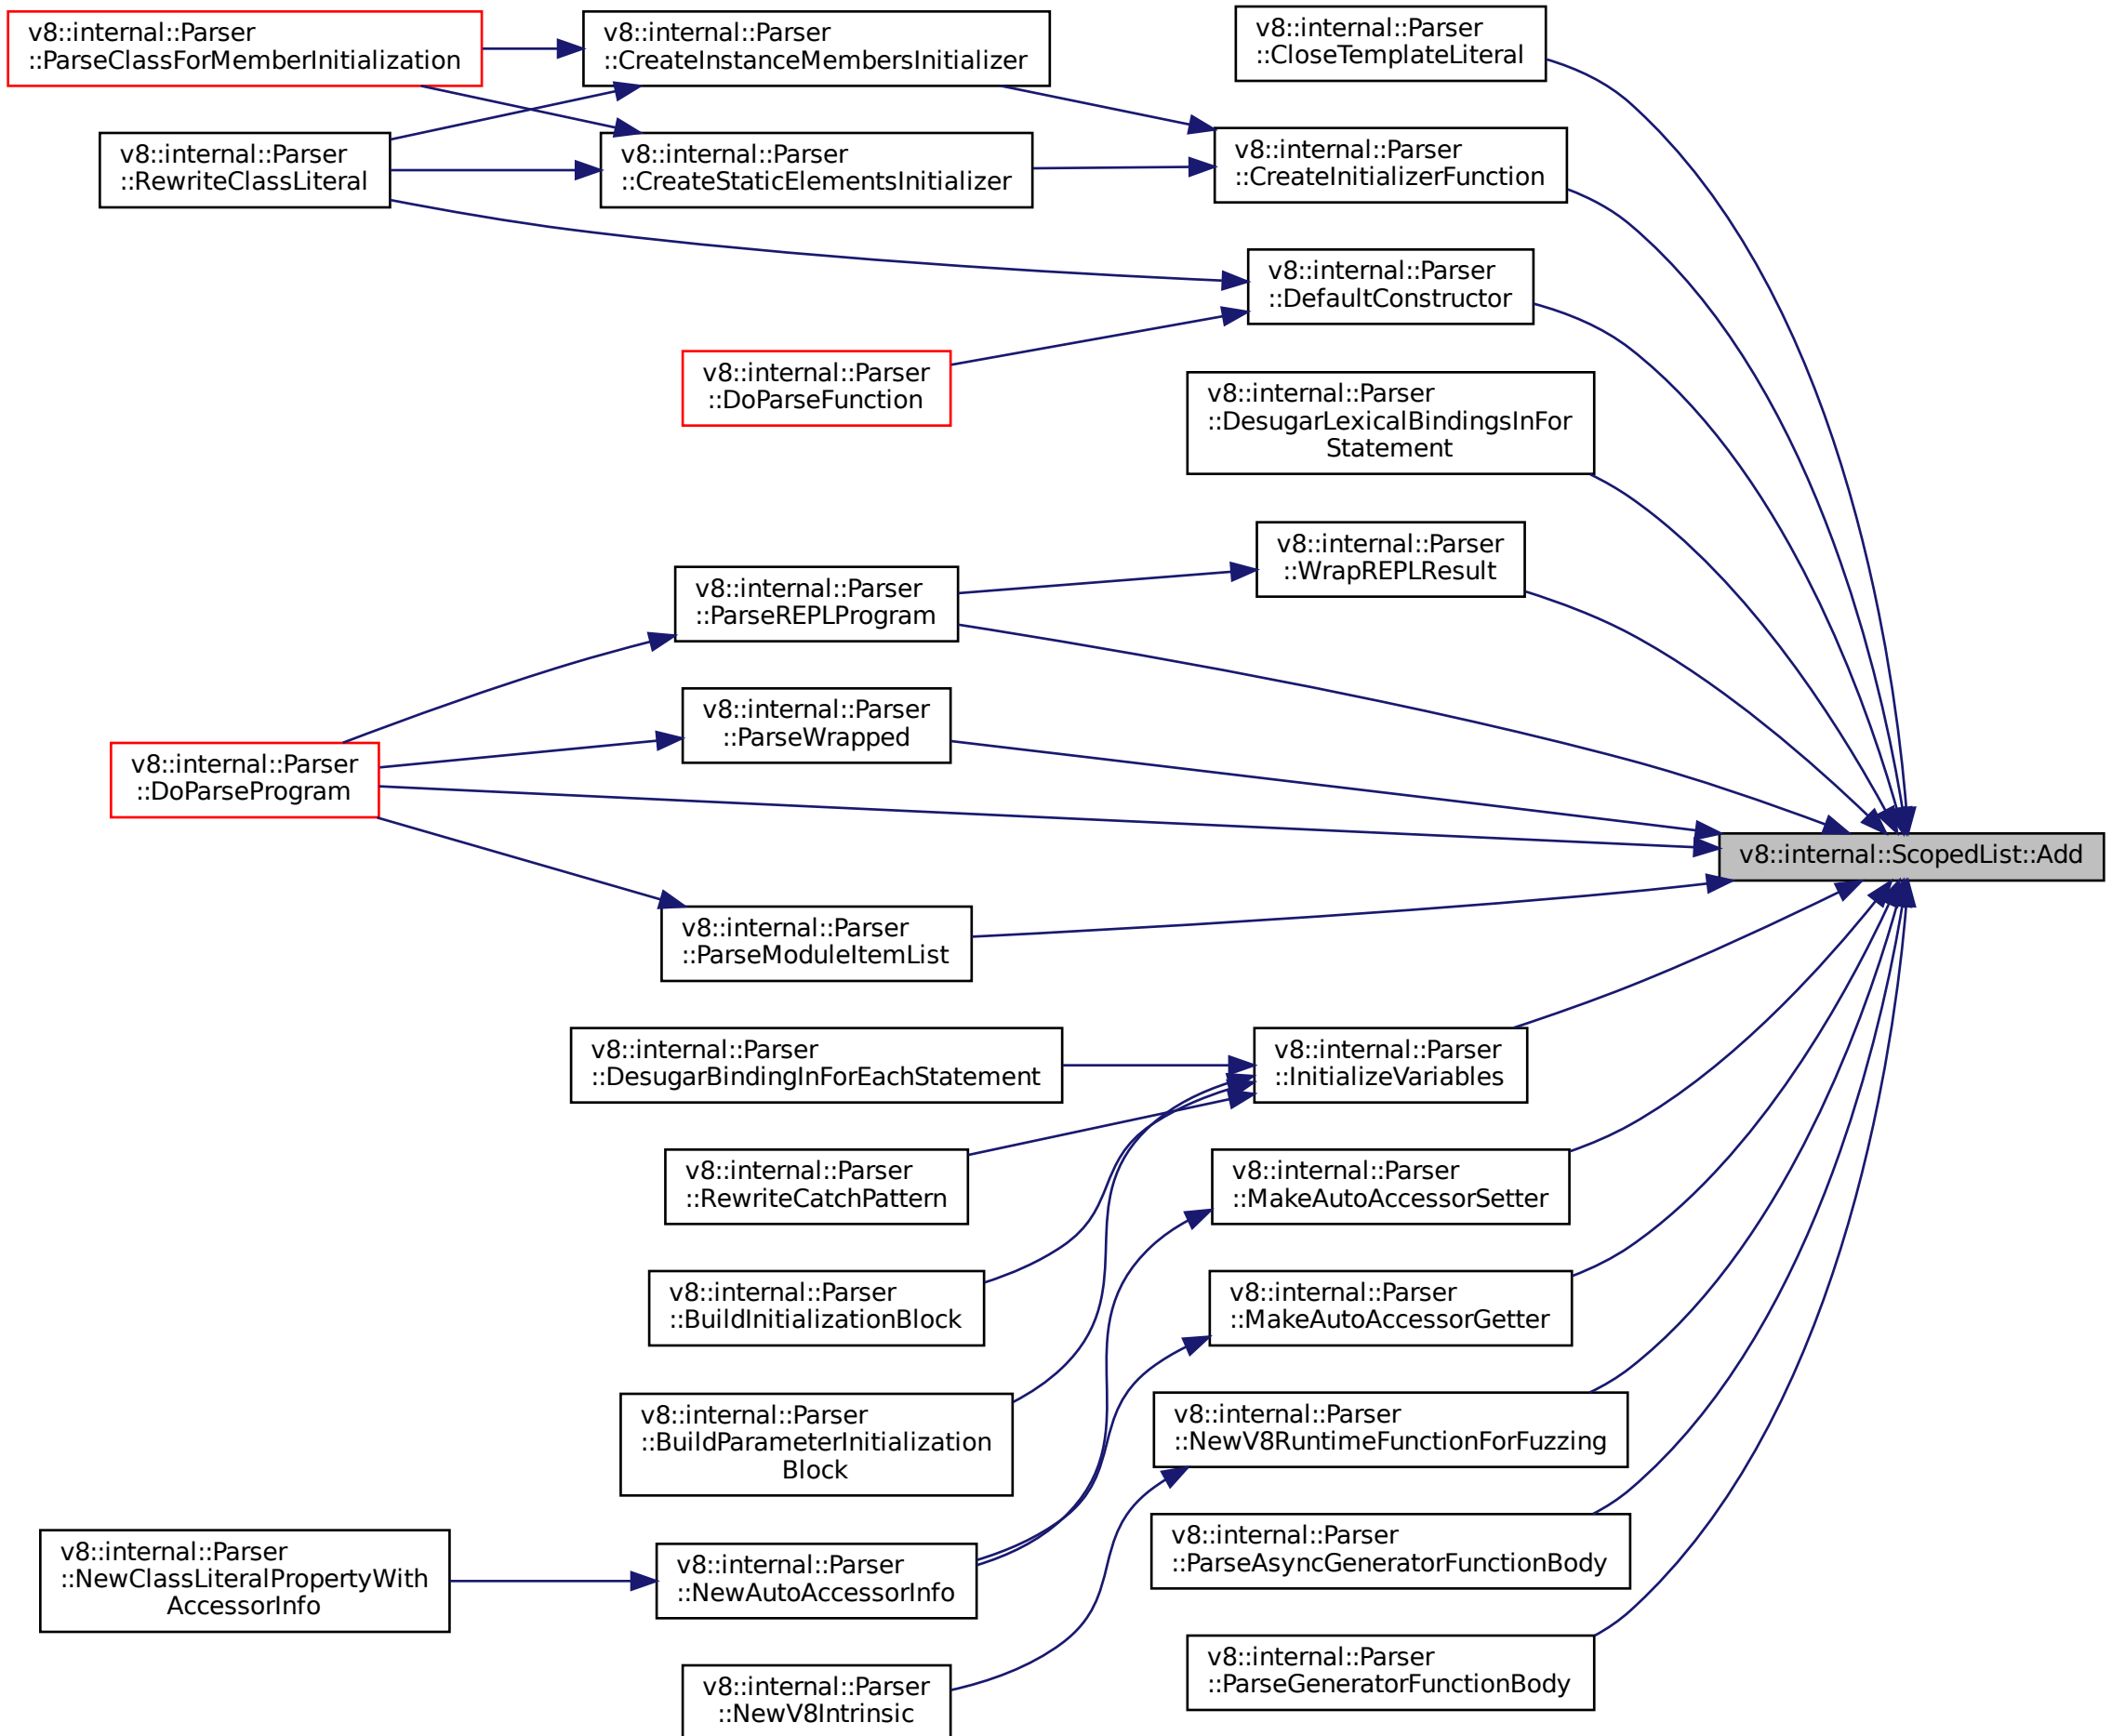 v8::internal::Parser
::ParseClassForMemberInitialization
v8::internal::Parser
::CreateInstanceMembersInitializer
v8::internal::Parser
::CloseTemplateLiteral
v8::internal::Parser
::RewriteClassLiteral
v8::internal::Parser
::CreateStaticElementsInitializer
v8::internal::Parser
::CreateInitializerFunction
v8::internal::Parser
::DefaultConstructor
v8::internal::Parser
::DoParseFunction
v8::internal::Parser
::DesugarLexicalBindingsInFor
Statement
v8::internal::Parser
::WrapREPLResult
v8::internal::Parser
::ParseREPLProgram
v8::internal::Parser
::ParseWrapped
v8::internal::Parser
::DoParseProgram
v8::internal::ScopedList::Add
v8::internal::Parser
::ParseModuleItemList
v8::internal::Parser
::DesugarBindingInForEachStatement
v8::internal::Parser
::InitializeVariables
v8::internal::Parser
::RewriteCatchPattern
v8::internal::Parser
::MakeAutoAccessorSetter
v8::internal::Parser
::BuildInitializationBlock
v8::internal::Parser
::MakeAutoAccessorGetter
v8::internal::Parser
::BuildParameterInitialization
Block
v8::internal::Parser
::NewV8RuntimeFunctionForFuzzing
v8::internal::Parser
::NewClassLiteralPropertyWith
AccessorInfo
v8::internal::Parser
::NewAutoAccessorInfo
v8::internal::Parser
::ParseAsyncGeneratorFunctionBody
v8::internal::Parser
::NewV8Intrinsic
v8::internal::Parser
::ParseGeneratorFunctionBody